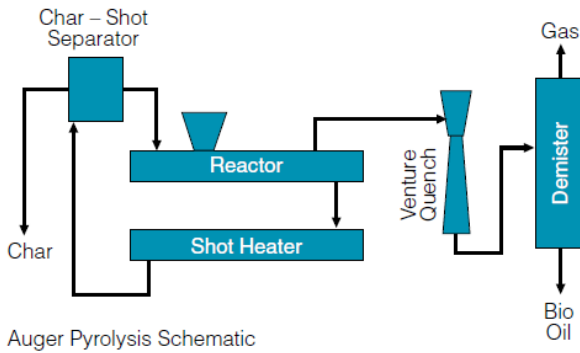 Char – Shot
Separator
Gas
Reactor
Venture
Quench
Demister
Shot Heater
Char
Bio
Oil
Auger Pyrolysis Schematic